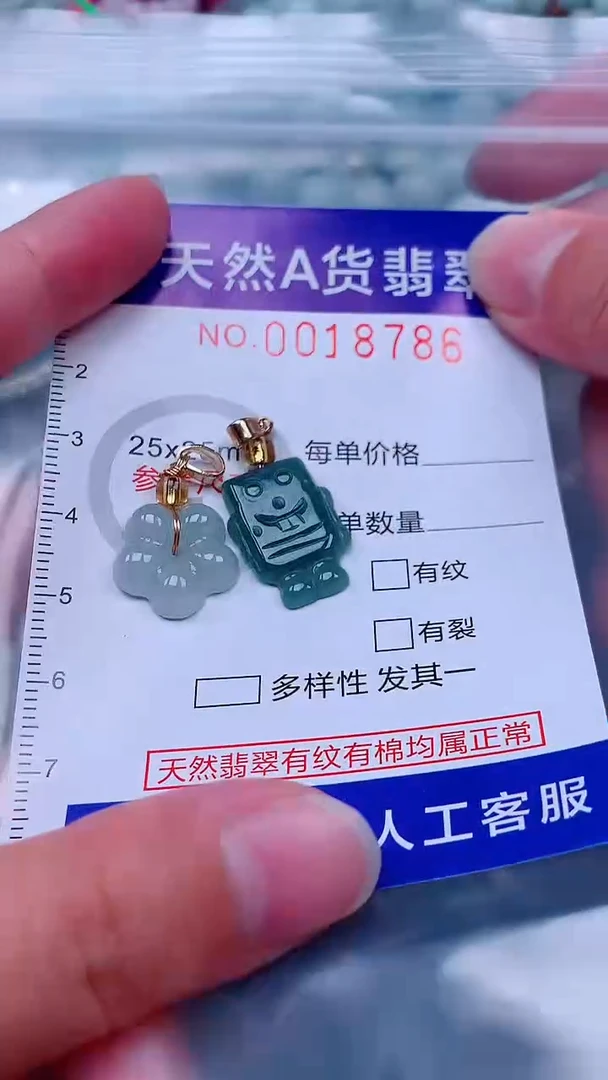 天然A货翡翠
NO.0018786
2
3
25x25m
每单价格
参
4
单数量
有纹
5
有裂
6
多样性 发其一
天然翡翠有纹有棉均属正常
7
人工客服